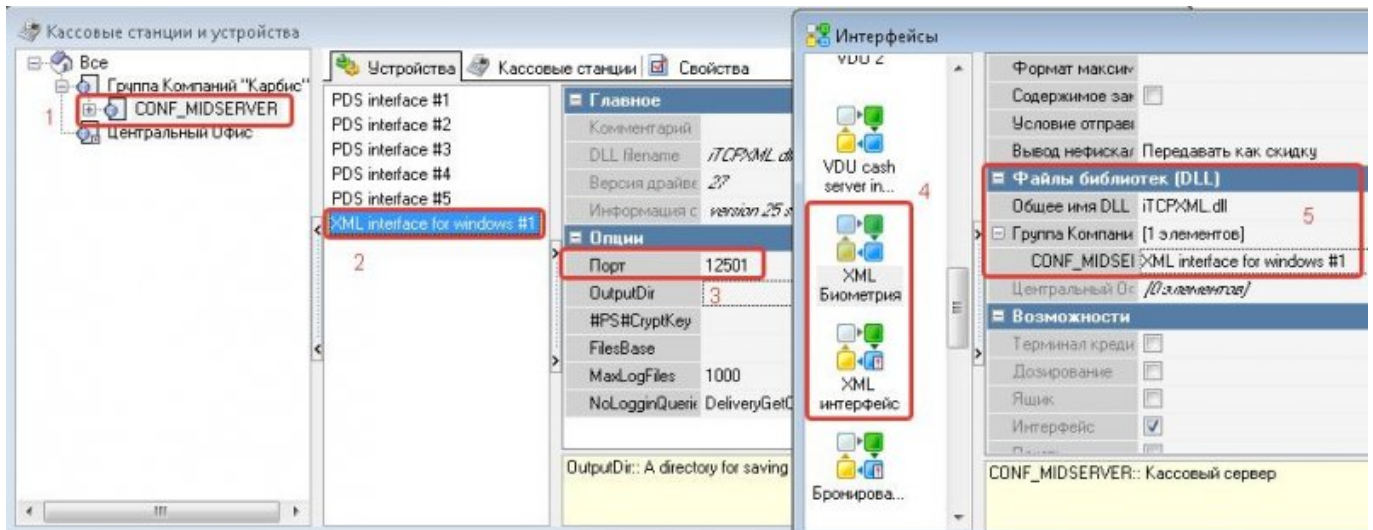 Кассовые станции и устройства
Все
Группа Компаний "Карбис"
1
CONF_MIDSERVER
Центральный Офис
Устройства
Кассовые станции
Свойства
PDS interface #1
PDS interface #2
PDS interface #3
PDS interface #4
PDS interface #5
XML interface for windows #1
2
Главное
Комментарий
DLL filename iTCPXML.dl
Версия драйве 27
Информация с version 25 s
Опции
Порт 12501
OutputDir
3
#PS#CryptKey
FilesBase
MaxLogFiles 1000
NoLogginQuerie DeliveryGetC
OutputDir:: A directory for saving
Интерфейсы
VDU 2
VDU cash
server in...
4
XML
Биометрия
XML
интерфейс
Бронирова...
Формат максим
Содержимое зак
Условие отправи
Вывод нефискал Передавать как скидку
Файлы библиотек (DLL)
Общее имя DLL iTCPXML.dll
5
Группа Компани [1 элементов]
CONF_MIDSEI XML interface for windows #1
Центральный Ос [0 элементов]
Возможности
Терминал креди
Дозирование
Ящик
Интерфейс
CONF_MIDSERVER:: Кассовый сервер